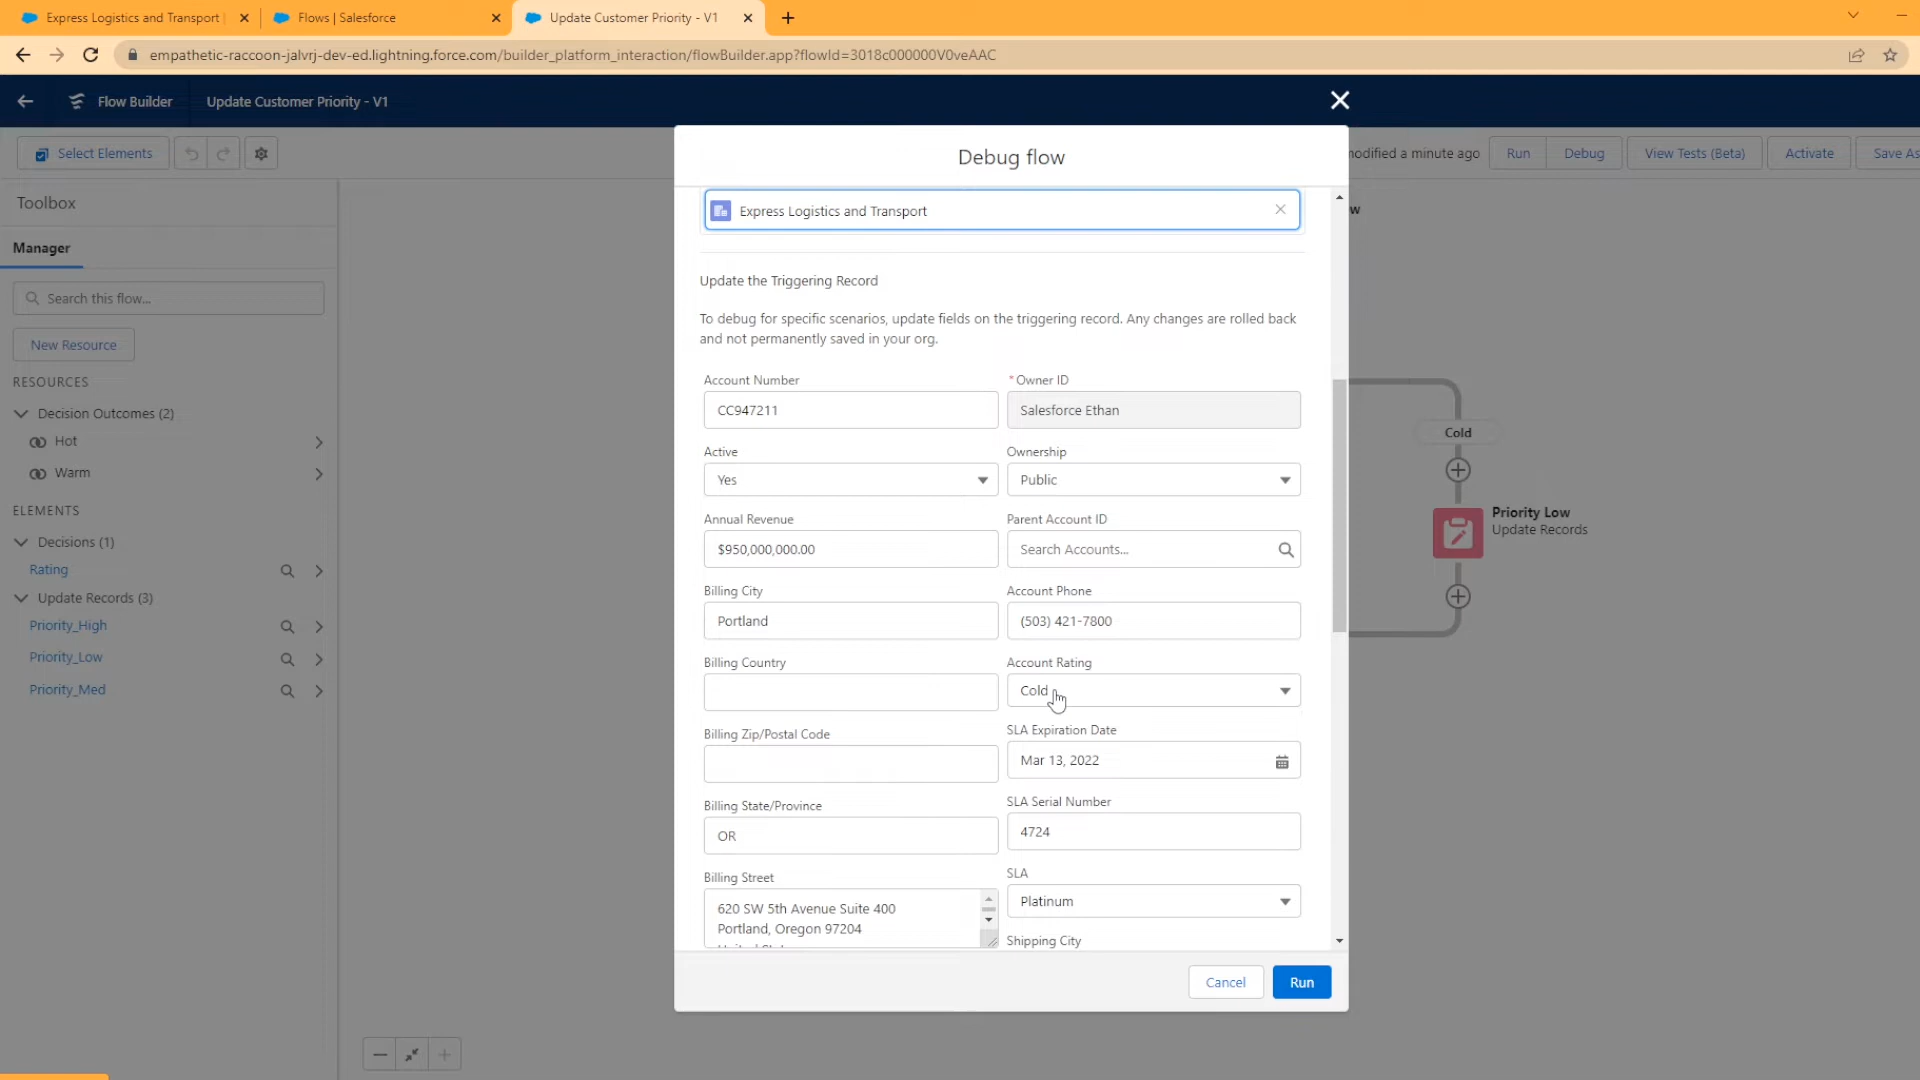 Express Logistics and Transport
Flows | Salesforce
Update Customer Priority - V1
empathetic-raccoon-jalvrj-dev-ed.lightning.force.com/builder_platform_interaction/flowBuilder.app?flowId=3018c000000V0veAAC
Flow Builder
Update Customer Priority - V1
Select Elements
modified a minute ago
Run
Debug
View Tests (Beta)
Activate
Save As
Toolbox
Manager
Search this flow...
New Resource
RESOURCES
Decision Outcomes (2)
Hot
Warm
ELEMENTS
Decisions (1)
Rating
Update Records (3)
Priority_High
Priority_Low
Priority_Med
Debug flow
Express Logistics and Transport
Update the Triggering Record
To debug for specific scenarios, update fields on the triggering record. Any changes are rolled back
and not permanently saved in your org.
Account Number
CC947211
* Owner ID
Salesforce Ethan
Active
Yes
Ownership
Public
Annual Revenue
$950,000,000.00
Parent Account ID
Search Accounts...
Billing City
Portland
Account Phone
(503) 421-7800
Billing Country
Account Rating
Cold
Billing Zip/Postal Code
SLA Expiration Date
Mar 13, 2022
Billing State/Province
OR
SLA Serial Number
4724
Billing Street
620 SW 5th Avenue Suite 400
Portland, Oregon 97204
SLA
Platinum
Shipping City
Cancel
Run
w
Cold
Priority Low
Update Records